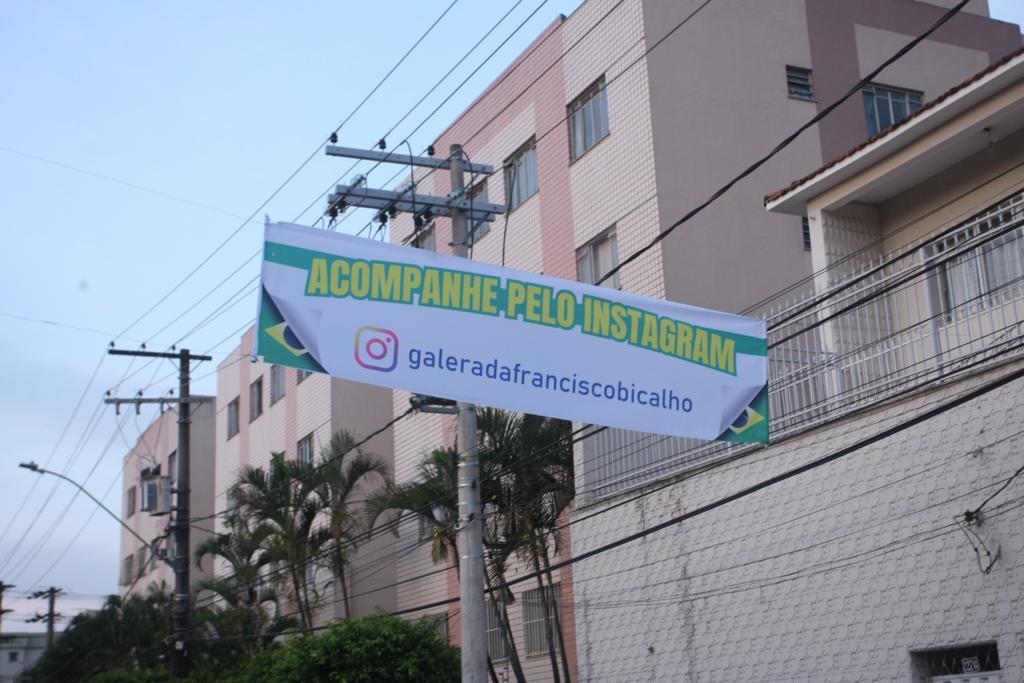 ACOMPANHE PELO INSTAGRAM
galeradafranciscobicalho